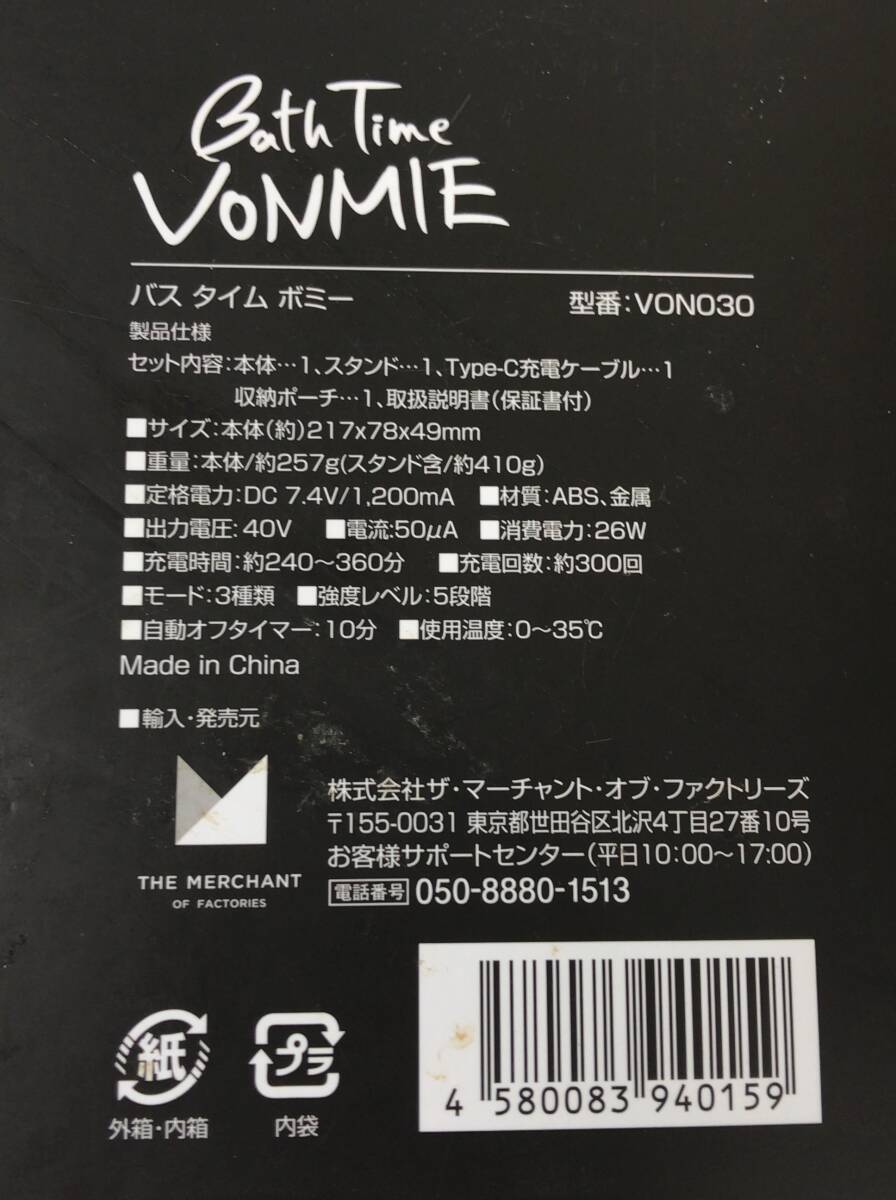 Bath Time
VONMIE
バス タイム ボミー 型番:VON030
製品仕様
セット内容:本体…1、スタンド…1、Type-C充電ケーブル…1
収納ポーチ…1、取扱説明書(保証書付)
■サイズ:本体(約)217x78x49mm
■重量:本体/約257g(スタンド含/約410g)
■定格電力:DC 7.4V/1,200mA ■材質:ABS、金属
■出力電圧:40V ■電流:50μA ■消費電力:26W
■充電時間:約240〜360分 ■充電回数:約300回
■モード:3種類 ■強度レベル:5段階
■自動オフタイマー:10分 ■使用温度:0〜35℃
Made in China
■輸入・発売元
THE MERCHANT
OF FACTORIES
株式会社ザ・マーチャント・オブ・ファクトリーズ
〒155-0031 東京都世田谷区北沢4丁目27番10号
お客様サポートセンター(平日10:00〜17:00)
電話番号 050-8880-1513
紙
外箱・内箱
プラ
内袋
4 580083 940159